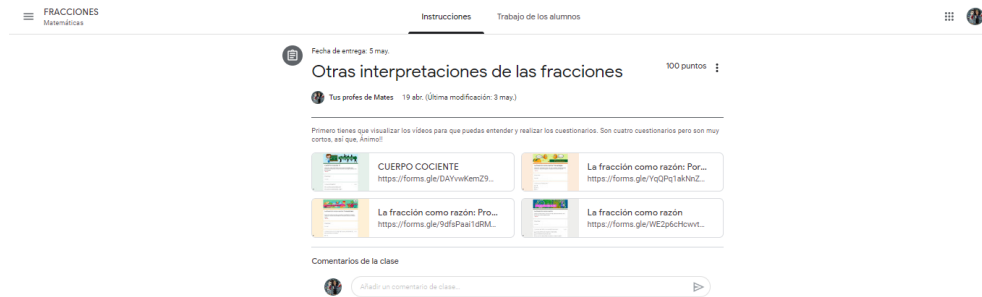 FRACCIONES
Matemáticas
Instrucciones
Trabajo de los alumnos
Fecha de entrega: 5 may.
Otras interpretaciones de las fracciones
100 puntos
Tus profes de Mates 19 abr. (Última modificación: 3 may.)
Primero tienes que visualizar los vídeos para que puedas entender y realizar los cuestionarios. Son cuatro cuestionarios pero son muy
cortos, así que, Ánimo!!
CUERPO COCIENTE
https://forms.gle/DAYvwKemZ9...
La fracción como razón: Por...
https://forms.gle/YqQPq1akNnZ...
La fracción como razón: Pro...
https://forms.gle/9dfsPaai1dRM...
La fracción como razón
https://forms.gle/WE2p6cHcwvt...
Comentarios de la clase
Añadir un comentario de clase...